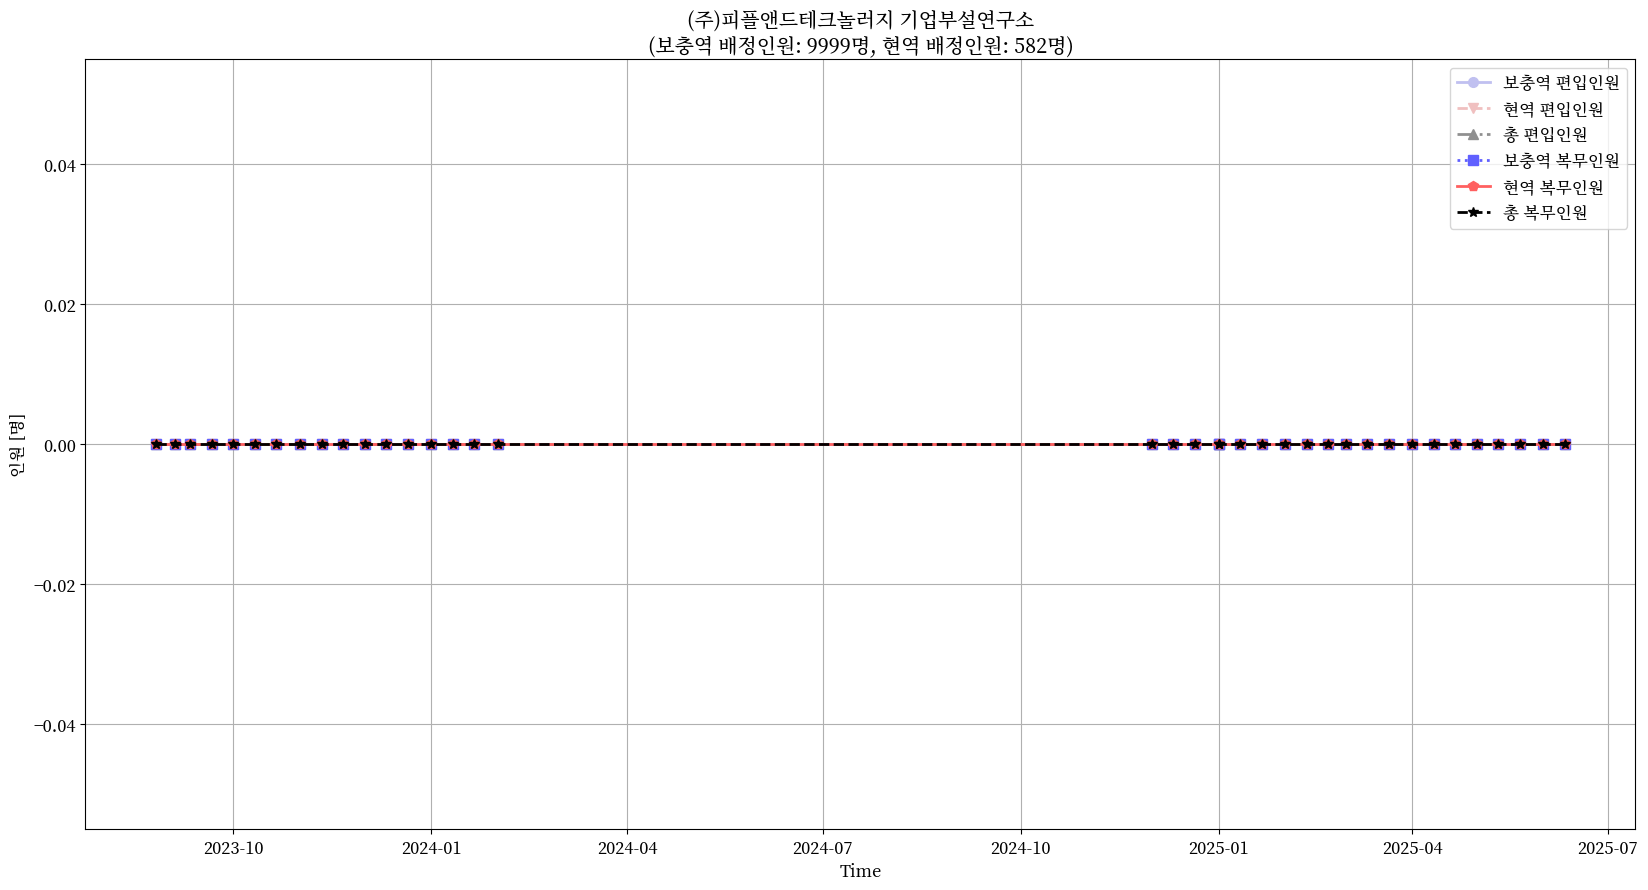 (주)피플앤드테크놀러지 기업부설연구소
(보충역 배정인원: 9999명, 현역 배정인원: 582명)
보충역 편입인원
현역 편입인원
총 편입인원
보충역 복무인원
현역 복무인원
총 복무인원
0.04
0.02
0.00
−0.02
−0.04
인원 [명]
2023-10
2024-01
2024-04
2024-07
2024-10
2025-01
2025-04
2025-07
Time